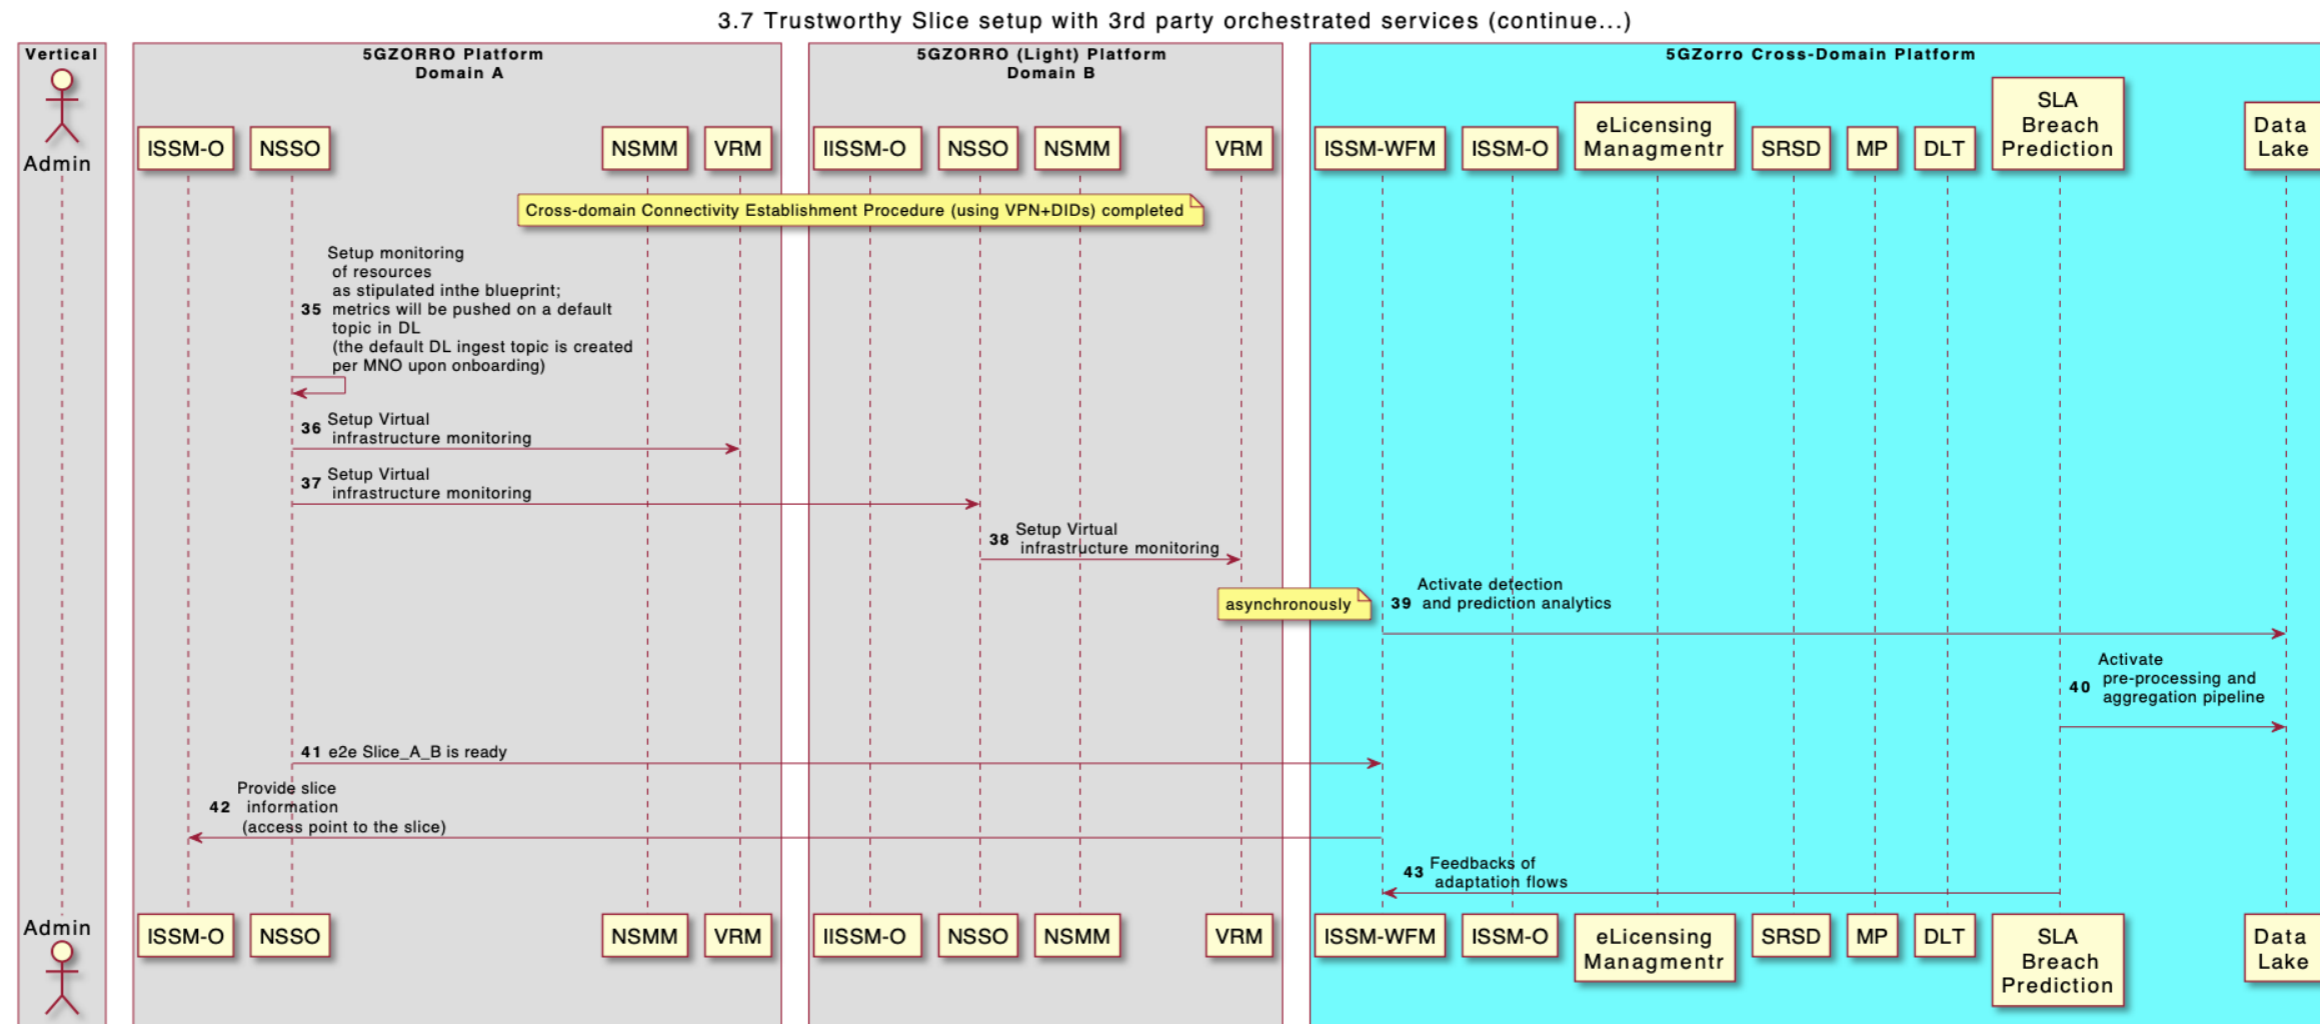 3.7 Trustworthy Slice setup with 3rd party orchestrated services (continue...)
Vertical
5GZORRO Platform
Domain A
5GZORRO (Light) Platform
Domain B
5GZorro Cross-Domain Platform
Admin
ISSM-O
NSSO
NSMM
VRM
IISSM-O
NSSO
NSMM
VRM
ISSM-WFM
ISSM-O
eLicensing
Managmentr
SRSD
MP
DLT
SLA
Breach
Prediction
Data
Lake
Cross-domain Connectivity Establishment Procedure (using VPN+DIDs) completed
Setup monitoring
of resources
as stipulated inthe blueprint;
35 metrics will be pushed on a default
topic in DL
(the default DL ingest topic is created
per MNO upon onboarding)
36 Setup Virtual
infrastructure monitoring
37 Setup Virtual
infrastructure monitoring
38 Setup Virtual
infrastructure monitoring
asynchronously
Activate detection
39 and prediction analytics
Activate
40 pre-processing and
aggregation pipeline
41 e2e Slice_A_B is ready
Provide slice
42 information
(access point to the slice)
43 Feedbacks of
adaptation flows
Admin
ISSM-O
NSSO
NSMM
VRM
IISSM-O
NSSO
NSMM
VRM
ISSM-WFM
ISSM-O
eLicensing
Managmentr
SRSD
MP
DLT
SLA
Breach
Prediction
Data
Lake